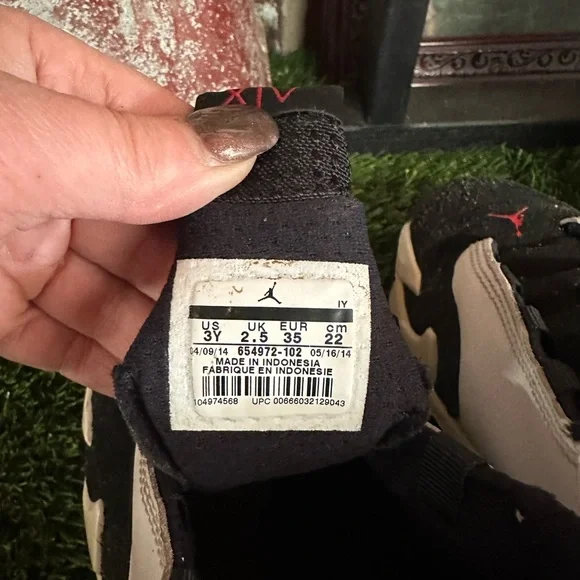 XIV
IY
US UK EUR cm
3Y 2.5 35 22
04/09/14 654972-102 05/16/14
MADE IN INDONESIA
FABRIQUE EN INDONESIE
104974568 UPC 00666032129043